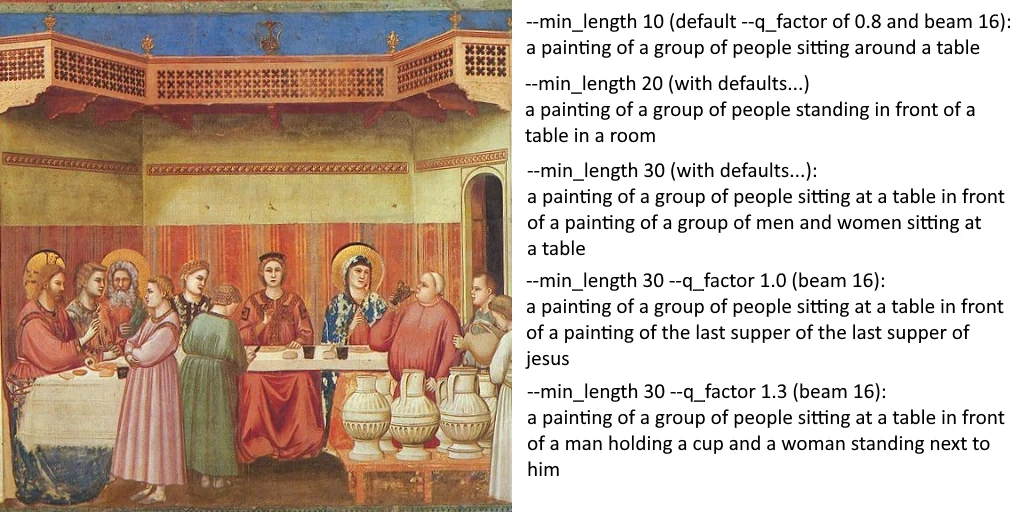 --min_length 10 (default --q_factor of 0.8 and beam 16):
a painting of a group of people sitting around a table
--min_length 20 (with defaults...)
a painting of a group of people standing in front of a
table in a room
--min_length 30 (with defaults...):
a painting of a group of people sitting at a table in front
of a painting of a group of men and women sitting at
a table
--min_length 30 --q_factor 1.0 (beam 16):
a painting of a group of people sitting at a table in front
of a painting of the last supper of the last supper of
jesus
--min_length 30 --q_factor 1.3 (beam 16):
a painting of a group of people sitting at a table in front
of a man holding a cup and a woman standing next to
him